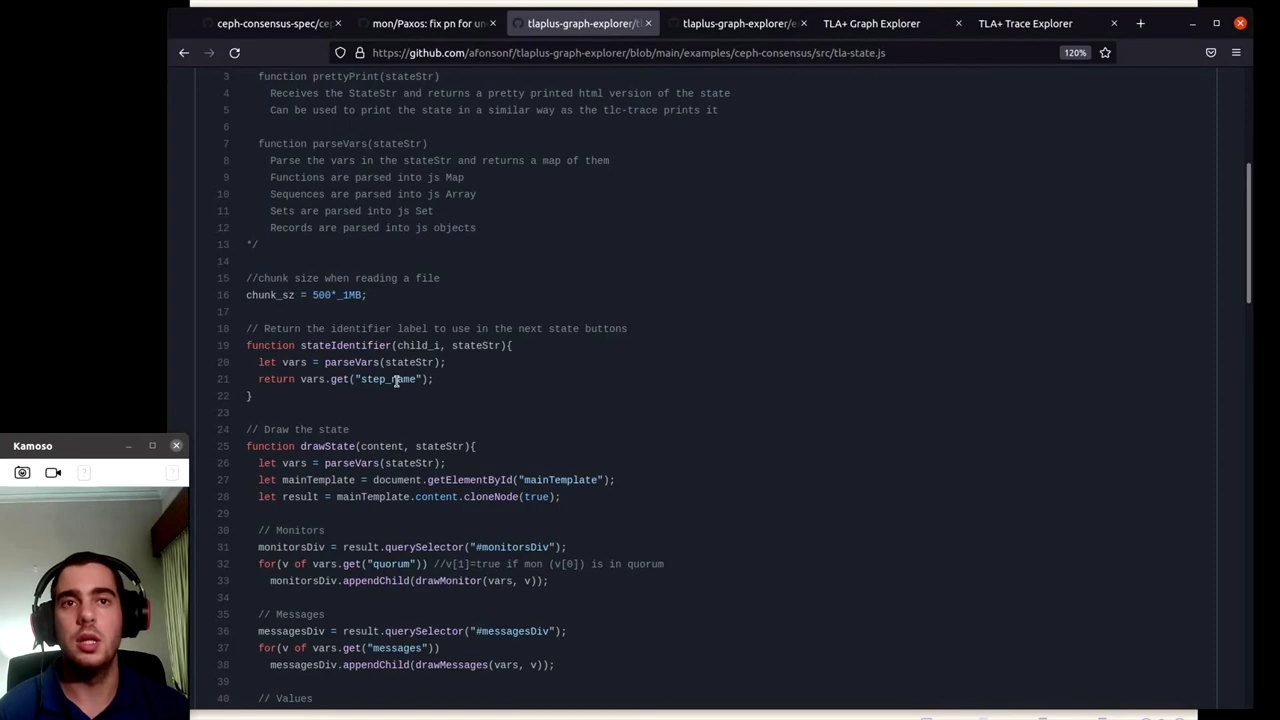 ceph-consensus-spec/cep
mon/Paxos: fix pn for un
tlaplus-graph-explorer/t
tlaplus-graph-explorer/e
TLA+ Graph Explorer
TLA+ Trace Explorer
https://github.com/afonsonf/tlaplus-graph-explorer/blob/main/examples/ceph-consensus/src/tla-state.js
120%
3 function prettyPrint(stateStr)
4 Receives the StateStr and returns a pretty printed html version of the state
5 Can be used to print the state in a similar way as the tlc-trace prints it
6
7 function parseVars(stateStr)
8 Parse the vars in the stateStr and returns a map of them
9 Functions are parsed into js Map
10 Sequences are parsed into js Array
11 Sets are parsed into js Set
12 Records are parsed into js objects
13 */
14
15 //chunk size when reading a file
16 chunk_sz = 500*_1MB;
17
18 // Return the identifier label to use in the next state buttons
19 function stateIdentifier(child_i, stateStr){
20 let vars = parseVars(stateStr);
21 return vars.get("step_name");
22 }
23
24 // Draw the state
25 function drawState(content, stateStr){
26 let vars = parseVars(stateStr);
27 let mainTemplate = document.getElementById("mainTemplate");
28 let result = mainTemplate.content.cloneNode(true);
29
30 // Monitors
31 monitorsDiv = result.querySelector("#monitorsDiv");
32 for(v of vars.get("quorum")) //v[1]=true if mon (v[0]) is in quorum
33 monitorsDiv.appendChild(drawMonitor(vars, v));
34
35 // Messages
36 messagesDiv = result.querySelector("#messagesDiv");
37 for(v of vars.get("messages"))
38 messagesDiv.appendChild(drawMessages(vars, v));
39
40 // Values
Kamoso